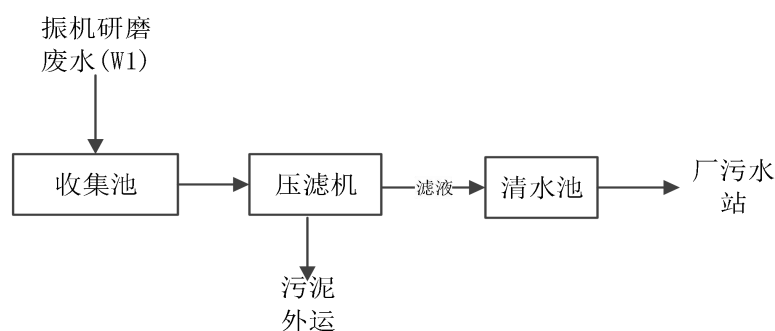 振机研磨
废水(W1)
收集池
压滤机
滤液
清水池
厂污水
站
污泥
外运